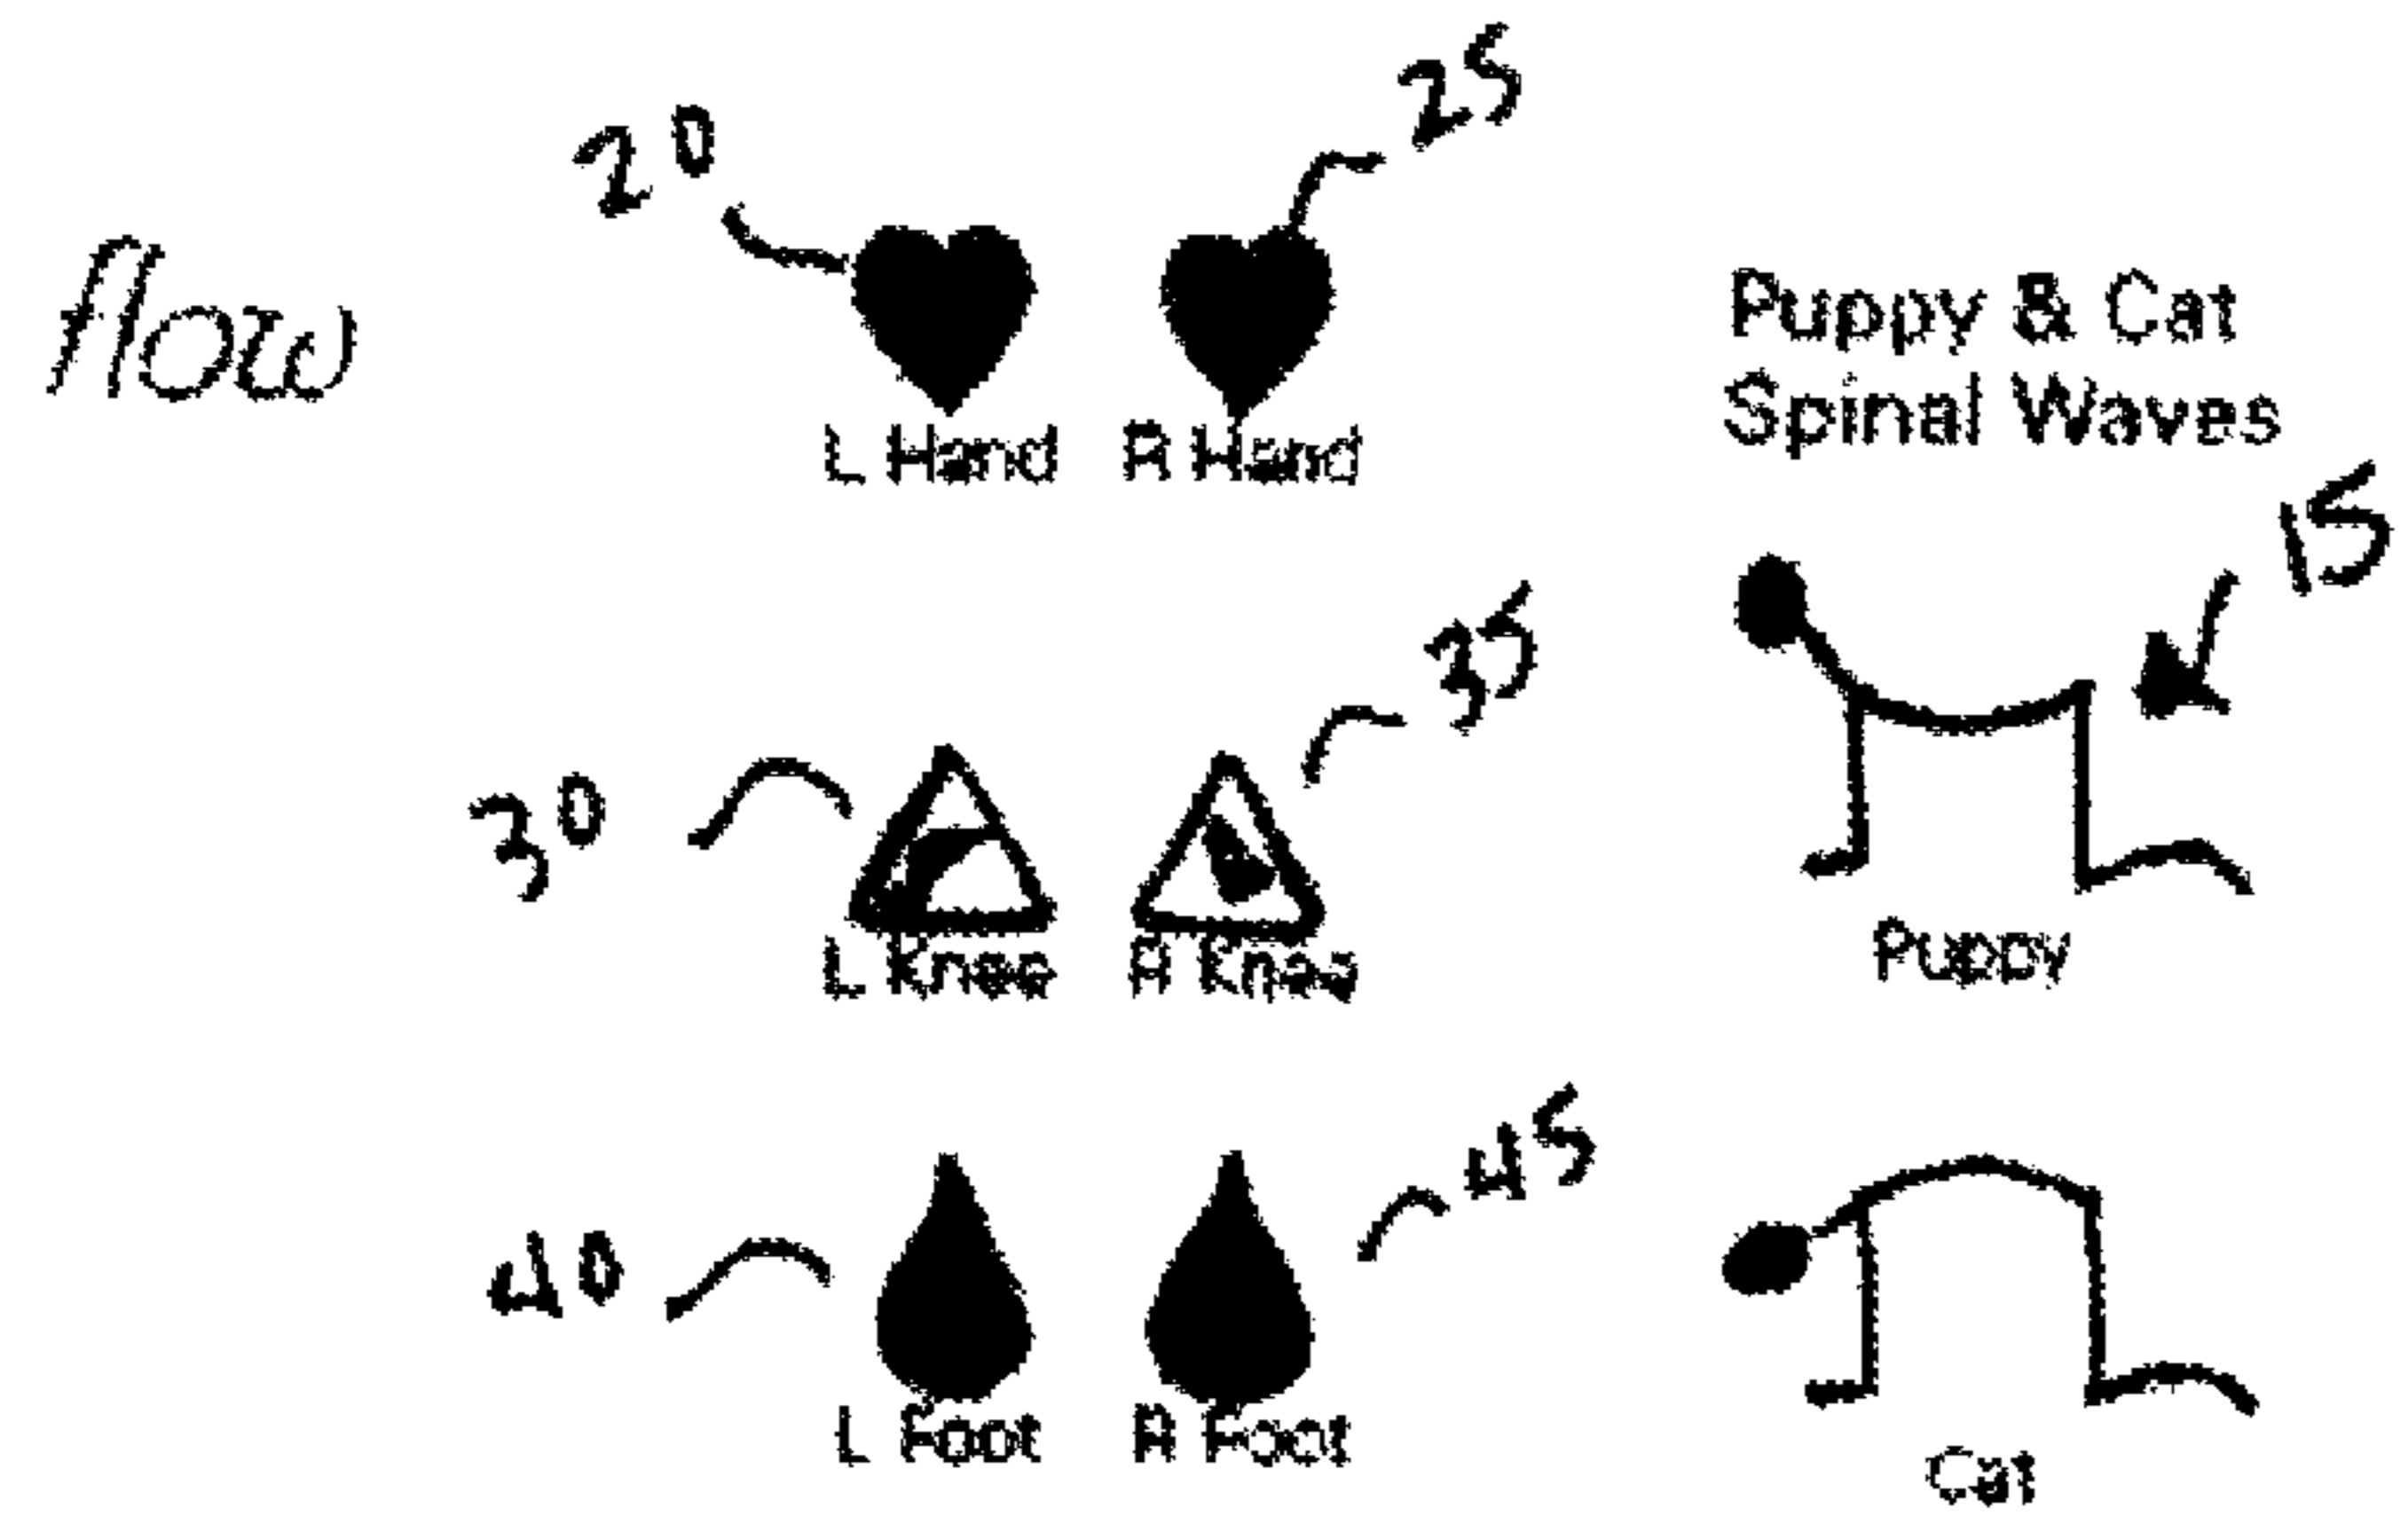 20
25
Now
L Hand R Hand
Puppy & Cat
Spinal Waves
15
30
35
L Knee R Knee
Puppy
40
45
L Foot R Foot
Cat